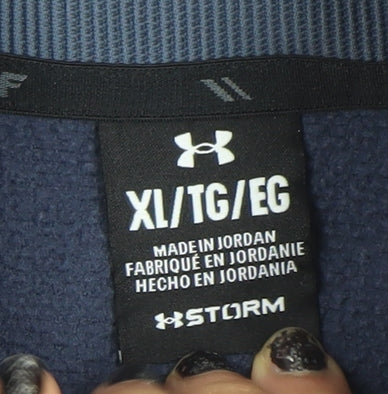 XL/TG/EG
MADE IN JORDAN
FABRIQUÉ EN JORDANIE
HECHO EN JORDANIA
STORM